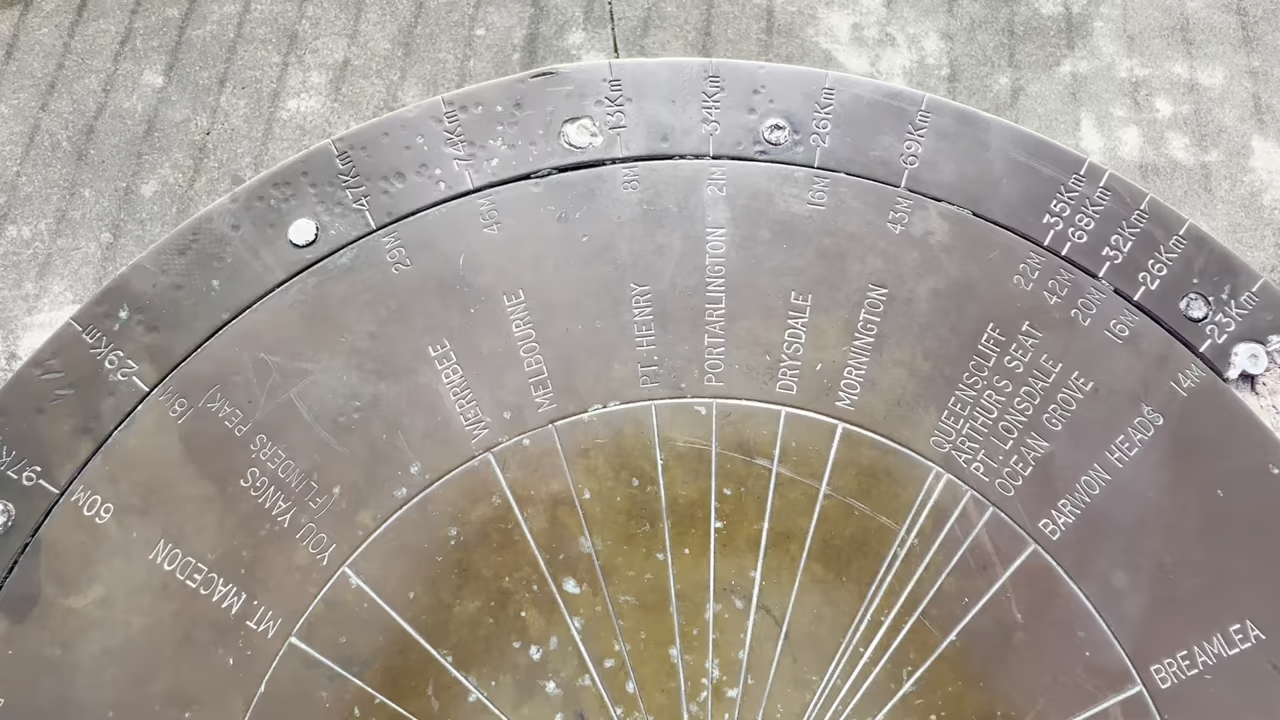 97K
60M
MT. MACEDON
29Km
18M
YOU YANGS
(FLINDERS PEAK)
47Km
29M
WERRIBEE
74Km
46M
MELBOURNE
13Km
8M
PT. HENRY
34Km
21M
PORTARLINGTON
26Km
16M
DRYSDALE
69Km
43M
MORNINGTON
35Km
22M
QUEENSCLIFF
68Km
42M
ARTHURS SEAT
32Km
20M
PT. LONSDALE
26Km
16M
OCEAN GROVE
23Km
14M
BARWON HEADS
BREAMLEA